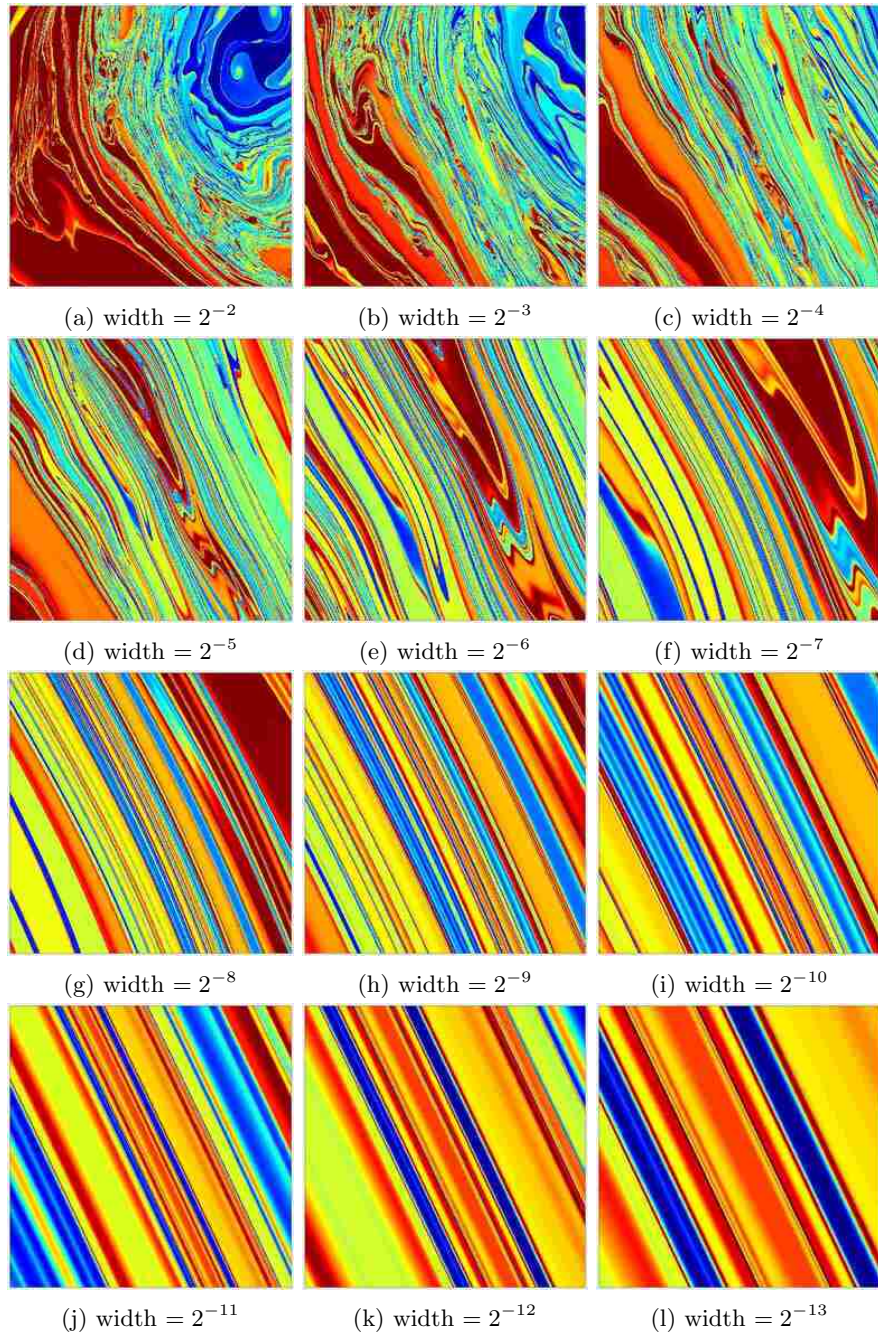 (a) width = 2⁻²
(b) width = 2⁻³
(c) width = 2⁻⁴
(d) width = 2⁻⁵
(e) width = 2⁻⁶
(f) width = 2⁻⁷
(g) width = 2⁻⁸
(h) width = 2⁻⁹
(i) width = 2⁻¹⁰
(j) width = 2⁻¹¹
(k) width = 2⁻¹²
(l) width = 2⁻¹³